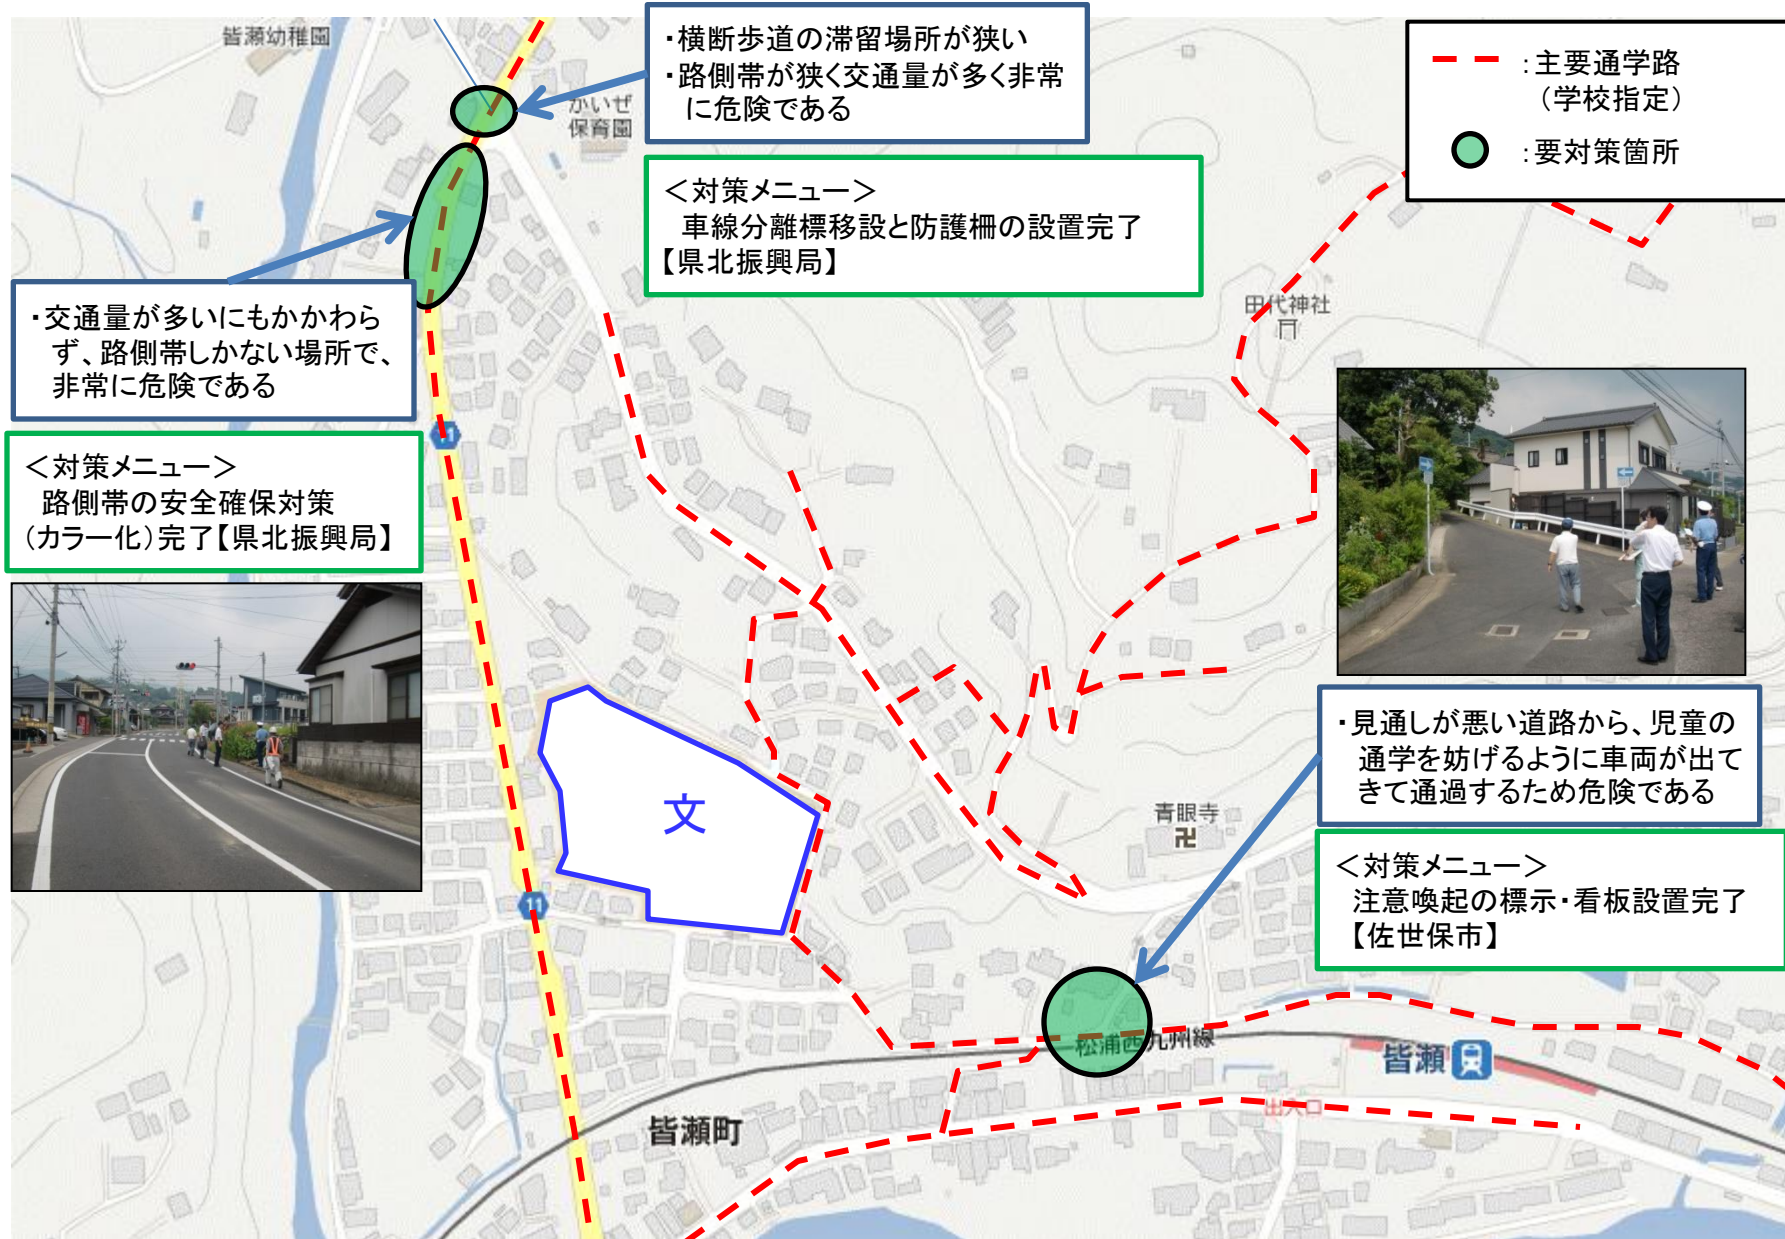 皆瀬幼稚園
かいぜ
保育園
・横断歩道の滞留場所が狭い
・路側帯が狭く交通量が多く非常
に危険である
＜対策メニュー＞
車線分離標移設と防護柵の設置完了
【県北振興局】
：主要通学路
（学校指定）
：要対策箇所
・交通量が多いにもかかわら
ず、路側帯しかない場所で、
非常に危険である
＜対策メニュー＞
路側帯の安全確保対策
（カラー化）完了【県北振興局】
田代神社
11
文
青眼寺
卍
・見通しが悪い道路から、児童の
通学を妨げるように車両が出て
きて通過するため危険である
＜対策メニュー＞
注意喚起の標示・看板設置完了
【佐世保市】
11
松浦西九州線
皆瀬
出入口
皆瀬町